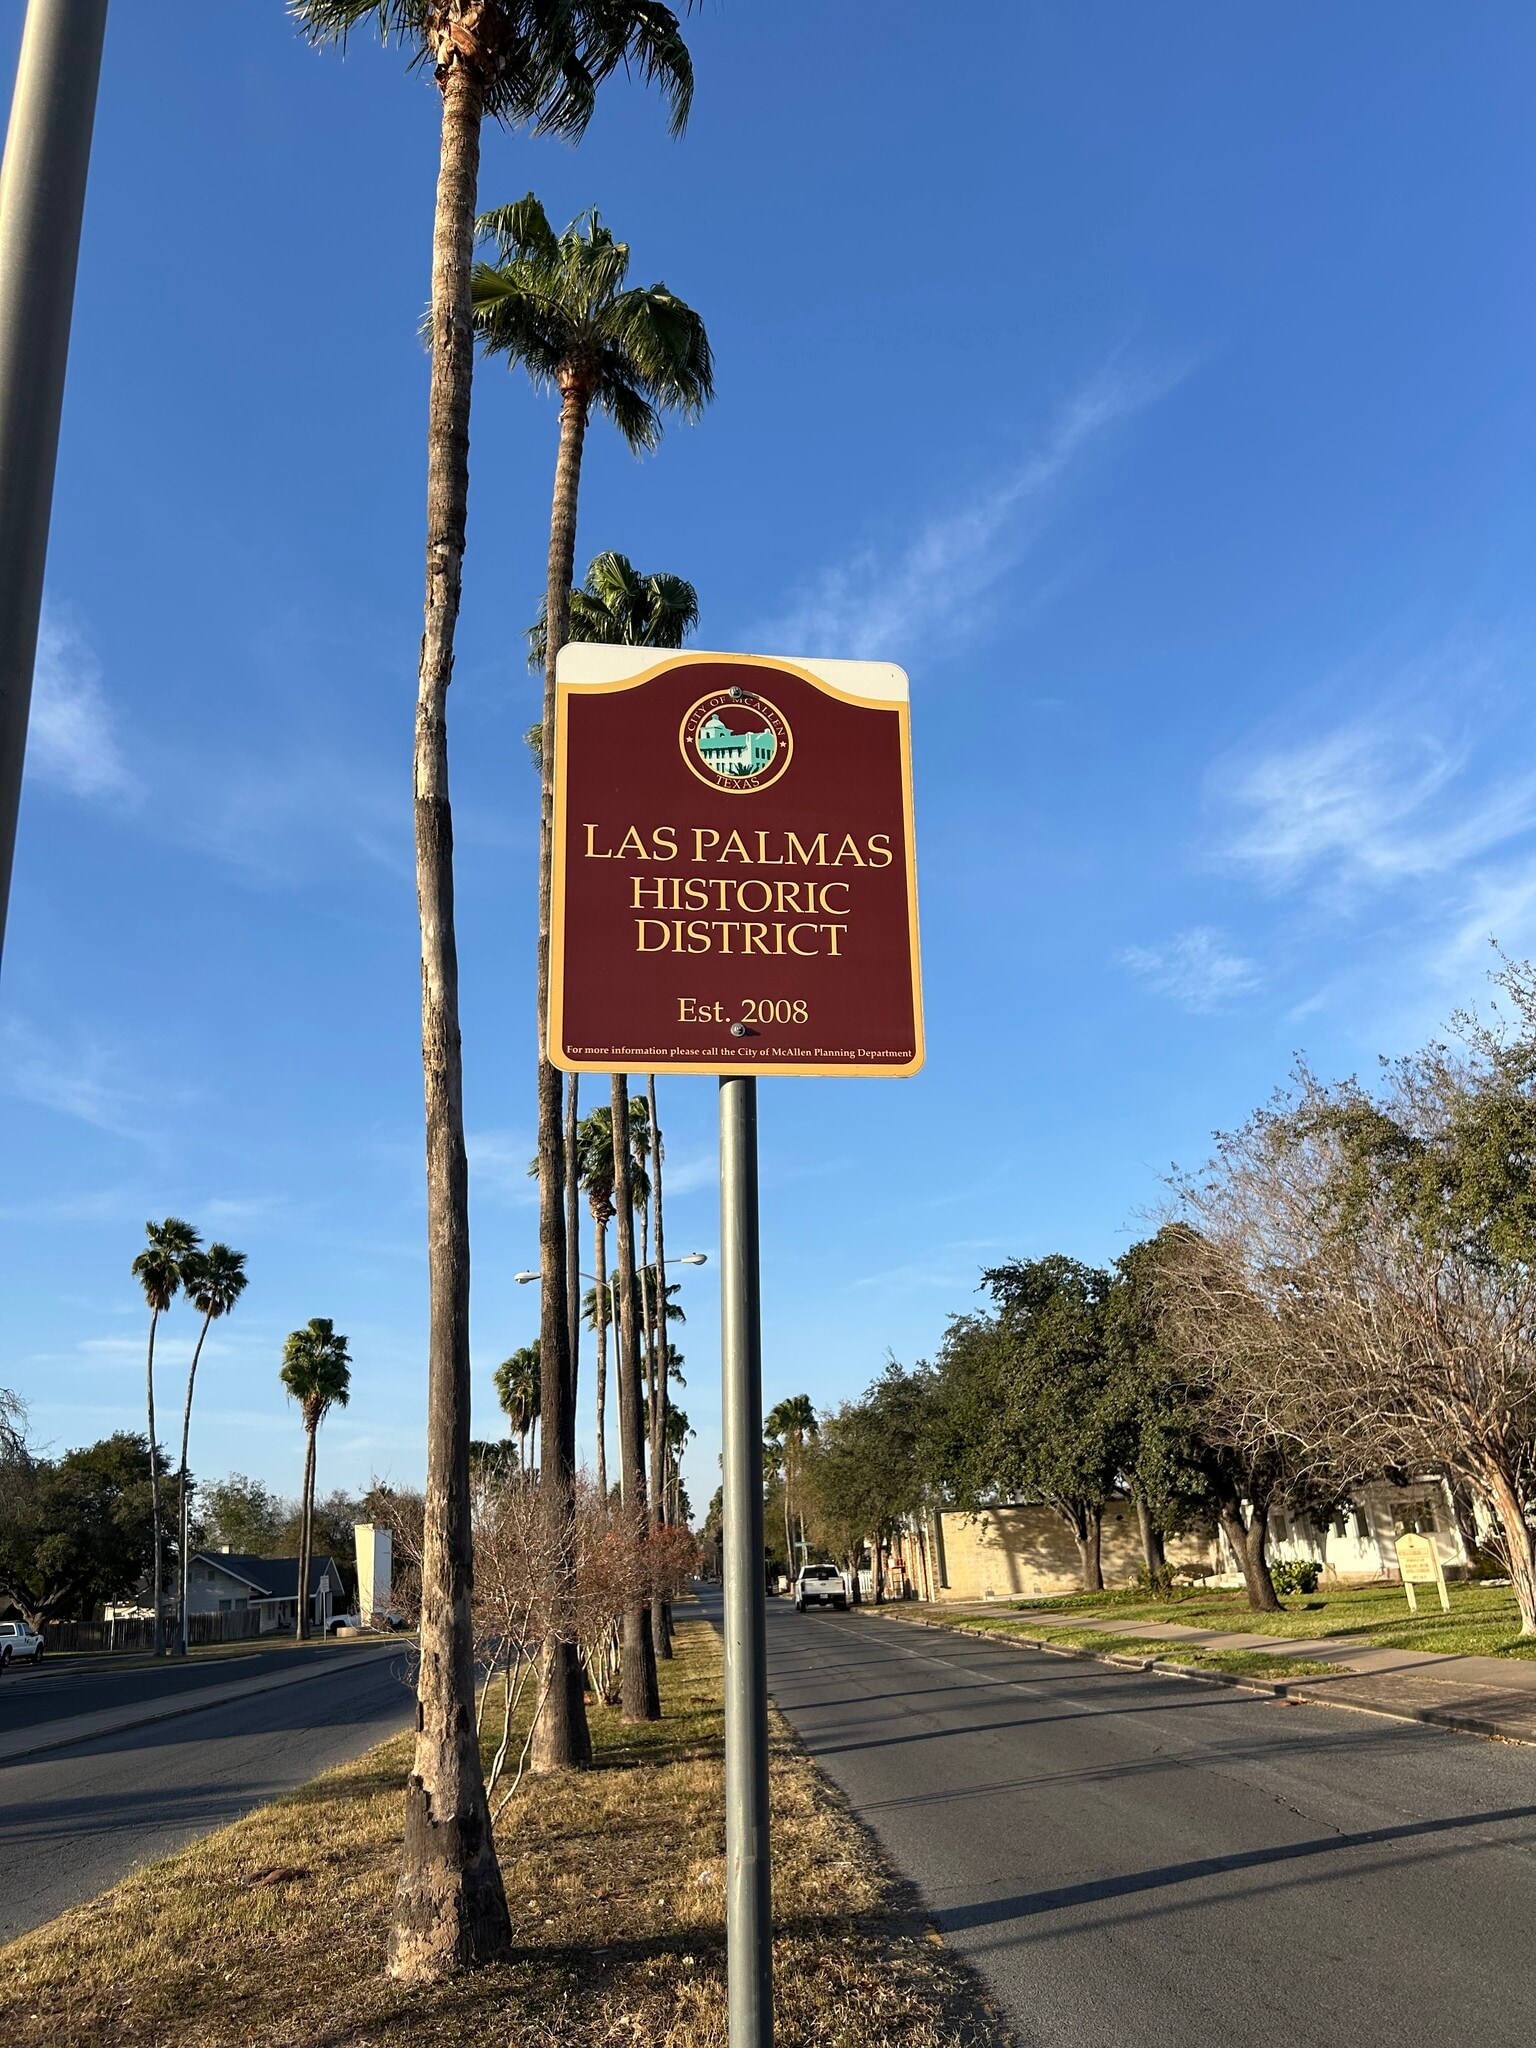 CITY OF MCALLEN
TEXAS
LAS PALMAS
HISTORIC
DISTRICT
Est. 2008
For more information please call the City of McAllen Planning Department